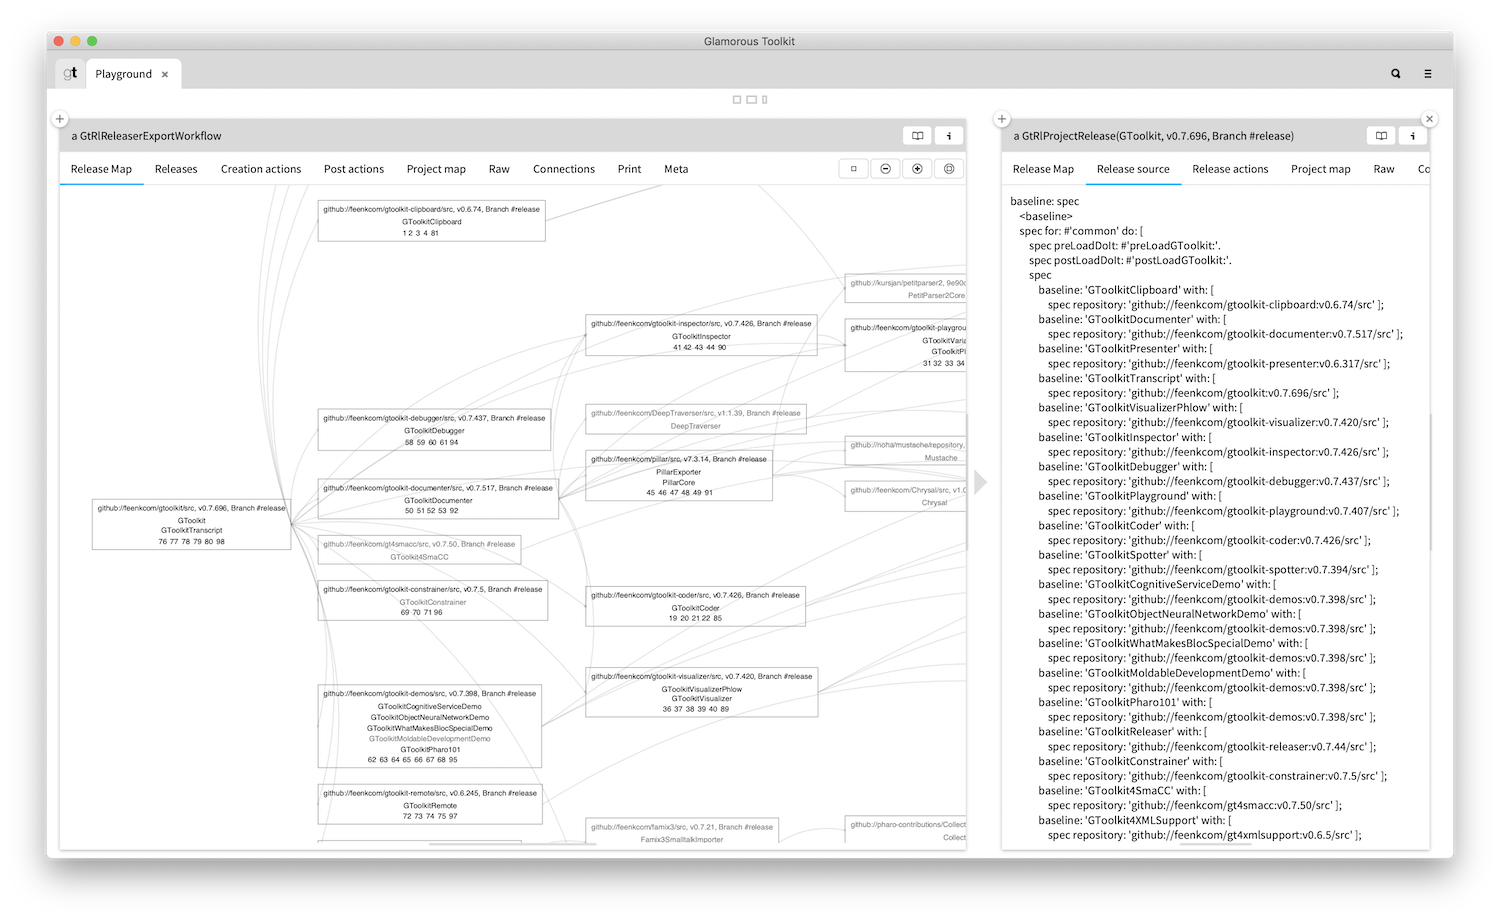 Glamorous Toolkit
gt
Playground
a GtRlReleaserExportWorkflow
Release Map Releases Creation actions Post actions Project map Raw Connections Print Meta
github://feenkcom/gtoolkit-clipboard/src, v0.6.74, Branch #release
GToolkitClipboard
1 2 3 4 81
github://kursjan/petitparser2, 9e90c
PetitParser2Core
github://feenkcom/gtoolkit-inspector/src, v0.7.426, Branch #release
GToolkitInspector
41 42 43 44 90
github://feenkcom/gtoolkit-playgrou
GToolkitVaria
GToolkitPl
31 32 33 34
github://feenkcom/gtoolkit-debugger/src, v0.7.437, Branch #release
GToolkitDebugger
58 59 60 61 94
github://feenkcom/DeepTraverser/src, v1.1.39, Branch #release
DeepTraverser
github://noha/mustache/repository,
Mustache
github://feenkcom/pillar/src, v7.3.14, Branch #release
PillarExporter
PillarCore
45 46 47 48 49 91
github://feenkcom/gtoolkit-documenter/src, v0.7.517, Branch #release
GToolkitDocumenter
50 51 52 53 92
github://feenkcom/Chrysal/src, v1.0
Chrysal
github://feenkcom/gtoolkit/src, v0.7.696, Branch #release
GToolkit
GToolkitTranscript
76 77 78 79 80 98
github://feenkcom/gt4smacc/src, v0.7.50, Branch #release
GToolkit4SmaCC
github://feenkcom/gtoolkit-constrainer/src, v0.7.5, Branch #release
GToolkitConstrainer
69 70 71 96
github://feenkcom/gtoolkit-coder/src, v0.7.426, Branch #release
GToolkitCoder
19 20 21 22 85
github://feenkcom/gtoolkit-visualizer/src, v0.7.420, Branch #release
GToolkitVisualizerPhlow
GToolkitVisualizer
36 37 38 39 40 89
github://feenkcom/gtoolkit-demos/src, v0.7.398, Branch #release
GToolkitCognitiveServiceDemo
GToolkitObjectNeuralNetworkDemo
GToolkitWhatMakesBlocSpecialDemo
GToolkitMoldableDevelopmentDemo
GToolkitPharo101
62 63 64 65 66 67 68 95
github://feenkcom/gtoolkit-remote/src, v0.6.245, Branch #release
GToolkitRemote
72 73 74 75 97
github://feenkcom/famix3/src, v0.7.21, Branch #release
Famix3SmalltalkImporter
github://pharo-contributions/Collect
Collect
a GtRlProjectRelease(GToolkit, v0.7.696, Branch #release)
Release Map Release source Release actions Project map Raw Co
baseline: spec
<baseline>
spec for: #'common' do: [
spec preLoadDoIt: #'preLoadGToolkit:'.
spec postLoadDoIt: #'postLoadGToolkit:'.
spec
baseline: 'GToolkitClipboard' with: [
spec repository: 'github://feenkcom/gtoolkit-clipboard:v0.6.74/src' ];
baseline: 'GToolkitDocumenter' with: [
spec repository: 'github://feenkcom/gtoolkit-documenter:v0.7.517/src' ];
baseline: 'GToolkitPresenter' with: [
spec repository: 'github://feenkcom/gtoolkit-presenter:v0.6.317/src' ];
baseline: 'GToolkitTranscript' with: [
spec repository: 'github://feenkcom/gtoolkit:v0.7.696/src' ];
baseline: 'GToolkitVisualizerPhlow' with: [
spec repository: 'github://feenkcom/gtoolkit-visualizer:v0.7.420/src' ];
baseline: 'GToolkitInspector' with: [
spec repository: 'github://feenkcom/gtoolkit-inspector:v0.7.426/src' ];
baseline: 'GToolkitDebugger' with: [
spec repository: 'github://feenkcom/gtoolkit-debugger:v0.7.437/src' ];
baseline: 'GToolkitPlayground' with: [
spec repository: 'github://feenkcom/gtoolkit-playground:v0.7.407/src' ];
baseline: 'GToolkitCoder' with: [
spec repository: 'github://feenkcom/gtoolkit-coder:v0.7.426/src' ];
baseline: 'GToolkitSpotter' with: [
spec repository: 'github://feenkcom/gtoolkit-spotter:v0.7.394/src' ];
baseline: 'GToolkitCognitiveServiceDemo' with: [
spec repository: 'github://feenkcom/gtoolkit-demos:v0.7.398/src' ];
baseline: 'GToolkitObjectNeuralNetworkDemo' with: [
spec repository: 'github://feenkcom/gtoolkit-demos:v0.7.398/src' ];
baseline: 'GToolkitWhatMakesBlocSpecialDemo' with: [
spec repository: 'github://feenkcom/gtoolkit-demos:v0.7.398/src' ];
baseline: 'GToolkitMoldableDevelopmentDemo' with: [
spec repository: 'github://feenkcom/gtoolkit-demos:v0.7.398/src' ];
baseline: 'GToolkitPharo101' with: [
spec repository: 'github://feenkcom/gtoolkit-demos:v0.7.398/src' ];
baseline: 'GToolkitReleaser' with: [
spec repository: 'github://feenkcom/gtoolkit-releaser:v0.7.44/src' ];
baseline: 'GToolkitConstrainer' with: [
spec repository: 'github://feenkcom/gtoolkit-constrainer:v0.7.5/src' ];
baseline: 'GToolkit4SmaCC' with: [
spec repository: 'github://feenkcom/gt4smacc:v0.7.50/src' ];
baseline: 'GToolkit4XMLSupport' with: [
spec repository: 'github://feenkcom/gt4xmlsupport:v0.6.5/src' ];